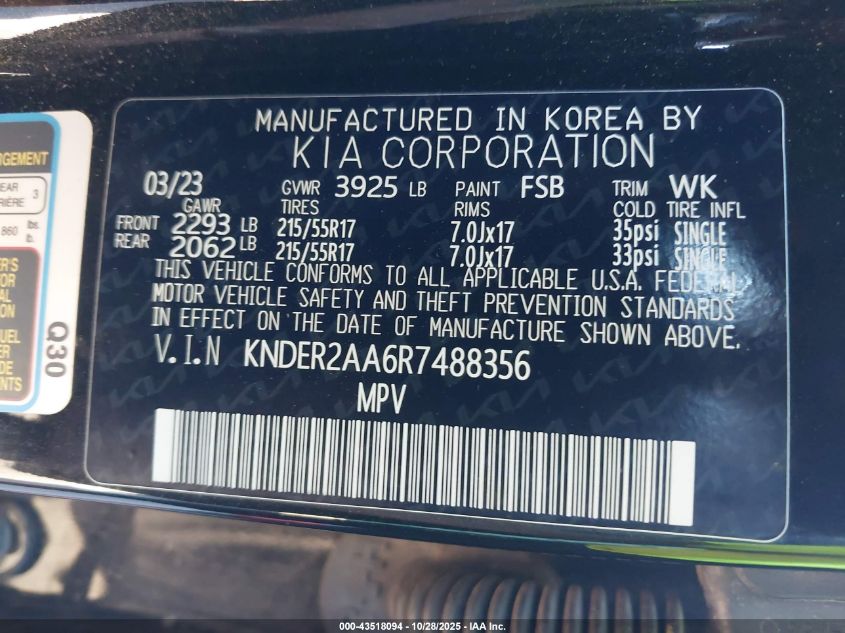 MANUFACTURED IN KOREA BY
KIA CORPORATION
03/23 GVWR 3925 LB PAINT FSB TRIM WK
GAWR TIRES RIMS COLD TIRE INFL
FRONT 2293 LB 215/55R17 7.0Jx17 35psi SINGLE
REAR 2062 LB 215/55R17 7.0Jx17 33psi SINGLE
THIS VEHICLE CONFORMS TO ALL APPLICABLE U.S.A. FEDERAL
MOTOR VEHICLE SAFETY AND THEFT PREVENTION STANDARDS
IN EFFECT ON THE DATE OF MANUFACTURE SHOWN ABOVE.
V.I.N KNDER2AA6R7488356
MPV
3
860 lbs.
Q30
000-43518094 - 10/28/2025 - IAA Inc.